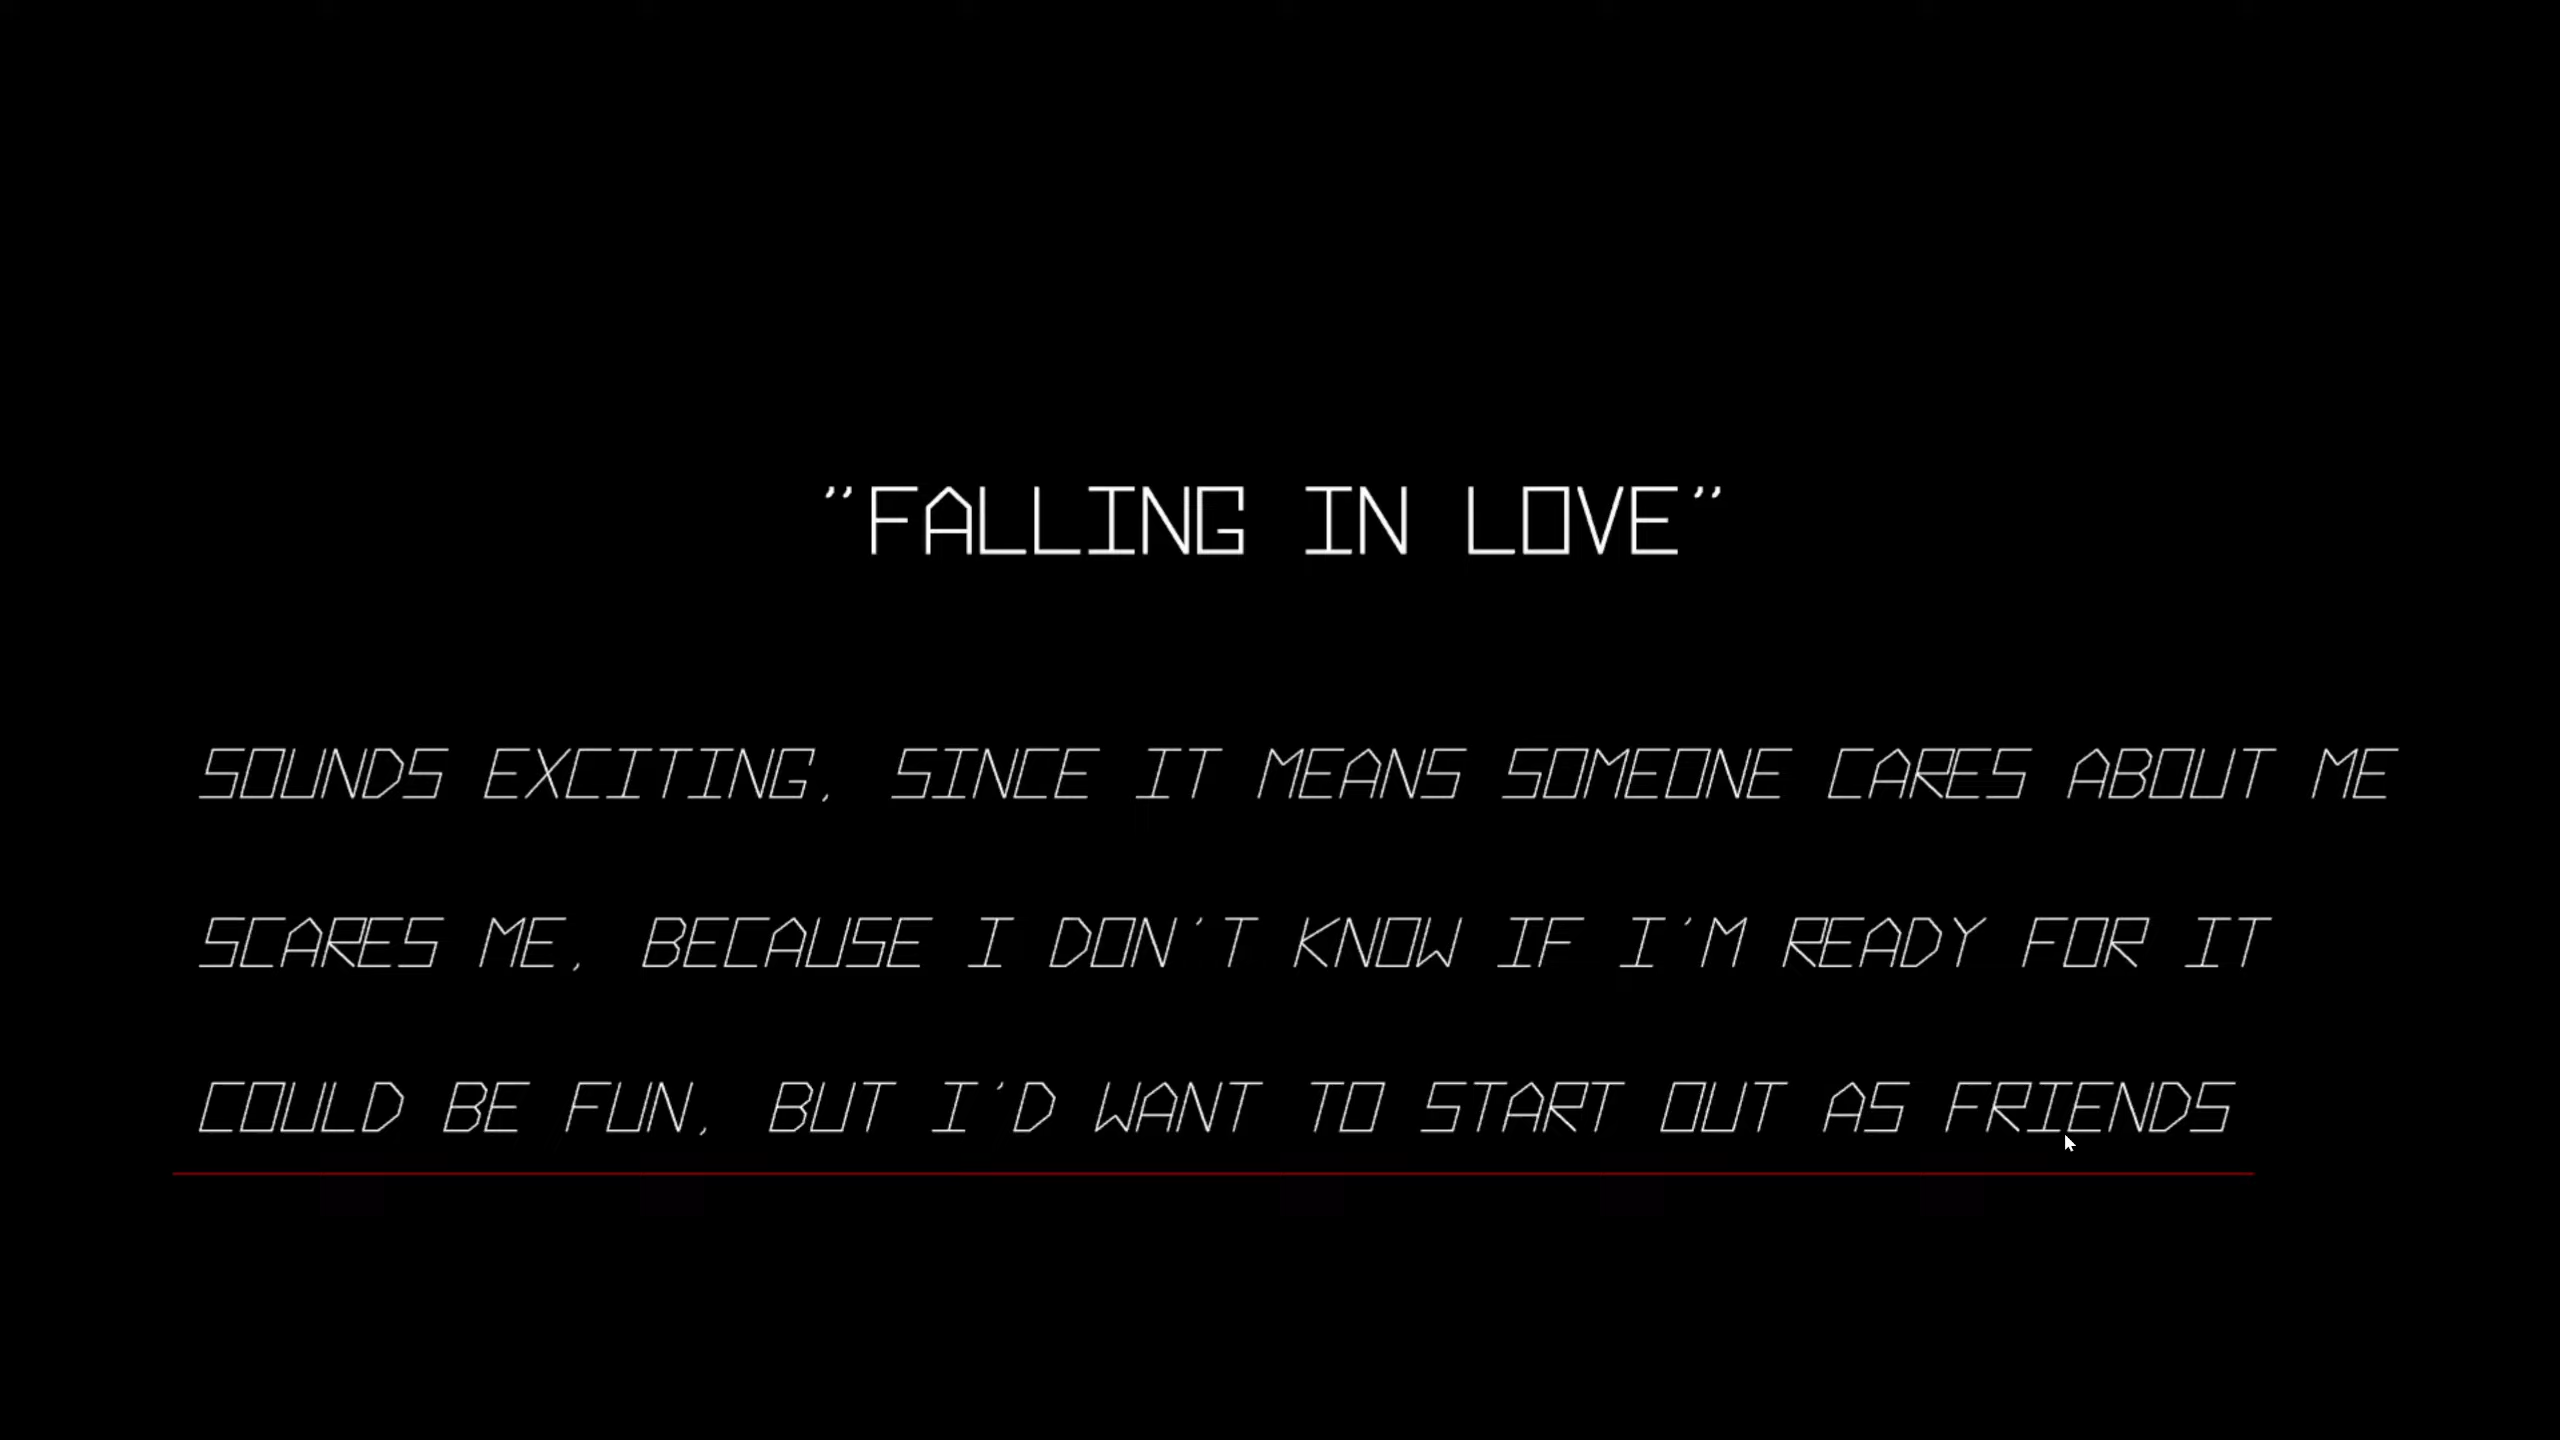 "FALLING IN LOVE"
SOUNDS EXCITING, SINCE IT MEANS SOMEONE CARES ABOUT ME
SCARES ME, BECAUSE I DON'T KNOW IF I'M READY FOR IT
COULD BE FUN, BUT I'D WANT TO START OUT AS FRIENDS